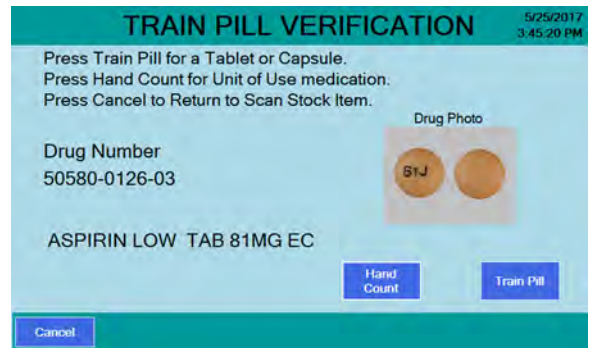 TRAIN PILL VERIFICATION
5/25/2017
3:45:20 PM
Press Train Pill for a Tablet or Capsule.
Press Hand Count for Unit of Use medication.
Press Cancel to Return to Scan Stock Item.
Drug Photo
Drug Number
50580-0126-03
81J
ASPIRIN LOW TAB 81MG EC
Hand
Count
Train Pill
Cancel